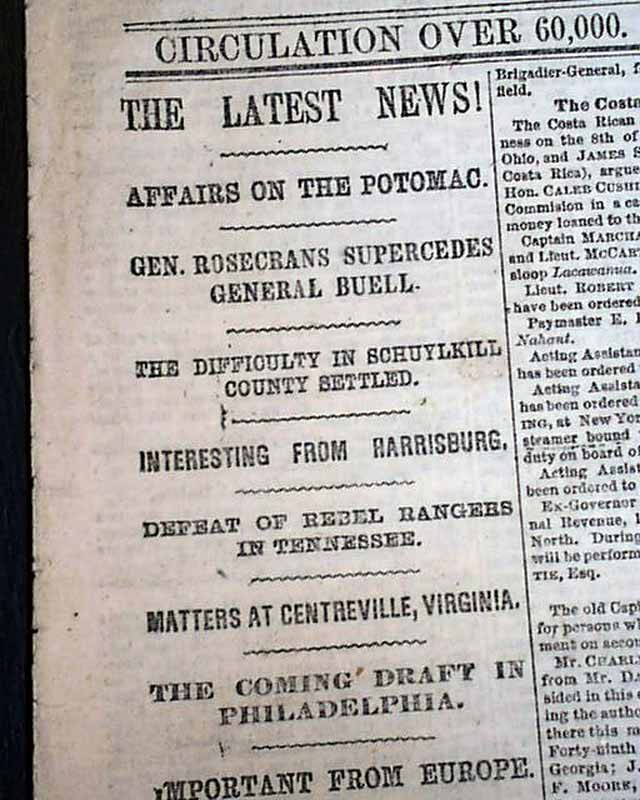 CIRCULATION OVER 60,000.
THE LATEST NEWS!
AFFAIRS ON THE POTOMAC.
GEN. ROSECRANS SUPERCEDES
GENERAL BUELL.
THE DIFFICULTY IN SCHUYLKILL
COUNTY SETTLED.
INTERESTING FROM HARRISBURG.
DEFEAT OF REBEL RANGERS
IN TENNESSEE.
MATTERS AT CENTREVILLE, VIRGINIA.
THE COMING DRAFT IN
PHILADELPHIA.
IMPORTANT FROM EUROPE.
Brigadier-General,
field.
The Costa
The Costa Rican
ness on the 8th of
Ohio, and JAMES S
Costa Rica), argue
Hon. CALEB CUSHI
Commision in a ca
money loaned to th
Captain MARCHA
and Lieut. McCAR
sloop Lacawanna.
Lieut. ROBERT
have been ordered
Paymaster E.
Nahant.
Acting Assistan
has been ordered
Acting Assista
has been ordered
ING, at New Yor
steamer bound
duty on board of
Acting Assist
been ordered to
Ex-Governor
nal Revenue,
North. During
will be perform
TIE, Esq.
The old Capi
for persons wh
ment on accou
Mr. CHARL
from Mr. DA
sided in this
ing the autho
there this m
Forty-ninth
Georgia; J.
F. MOORE,